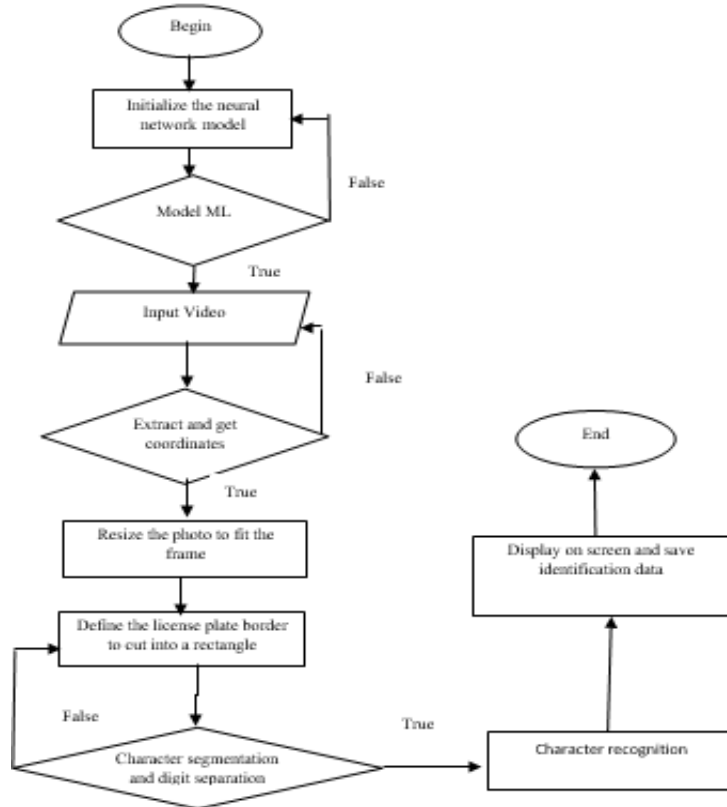 Begin
Initialize the neural
network model
False
Model ML
True
Input Video
False
Extract and get
coordinates
True
Resize the photo to fit the
frame
Define the license plate border
to cut into a rectangle
False
Character segmentation
and digit separation
True
Character recognition
Display on screen and save
identification data
End